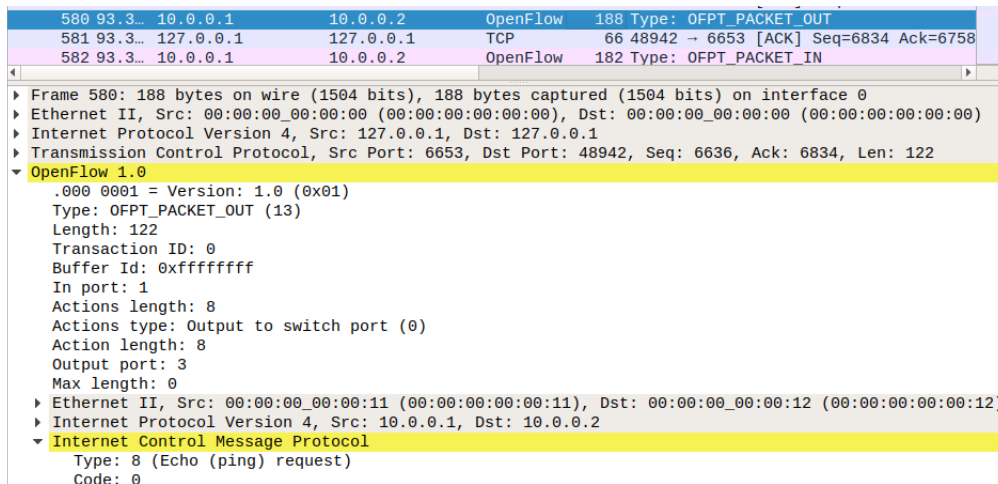 580 93.3… 10.0.0.1 10.0.0.2 OpenFlow 188 Type: OFPT_PACKET_OUT
581 93.3… 127.0.0.1 127.0.0.1 TCP 66 48942 → 6653 [ACK] Seq=6834 Ack=6758
582 93.3… 10.0.0.1 10.0.0.2 OpenFlow 182 Type: OFPT_PACKET_IN
Frame 580: 188 bytes on wire (1504 bits), 188 bytes captured (1504 bits) on interface 0
Ethernet II, Src: 00:00:00_00:00:00 (00:00:00:00:00:00), Dst: 00:00:00_00:00:00 (00:00:00:00:00:00)
Internet Protocol Version 4, Src: 127.0.0.1, Dst: 127.0.0.1
Transmission Control Protocol, Src Port: 6653, Dst Port: 48942, Seq: 6636, Ack: 6834, Len: 122
OpenFlow 1.0
.000 0001 = Version: 1.0 (0x01)
Type: OFPT_PACKET_OUT (13)
Length: 122
Transaction ID: 0
Buffer Id: 0xffffffff
In port: 1
Actions length: 8
Actions type: Output to switch port (0)
Action length: 8
Output port: 3
Max length: 0
Ethernet II, Src: 00:00:00_00:00:11 (00:00:00:00:00:11), Dst: 00:00:00_00:00:12 (00:00:00:00:00:12)
Internet Protocol Version 4, Src: 10.0.0.1, Dst: 10.0.0.2
Internet Control Message Protocol
Type: 8 (Echo (ping) request)
Code: 0